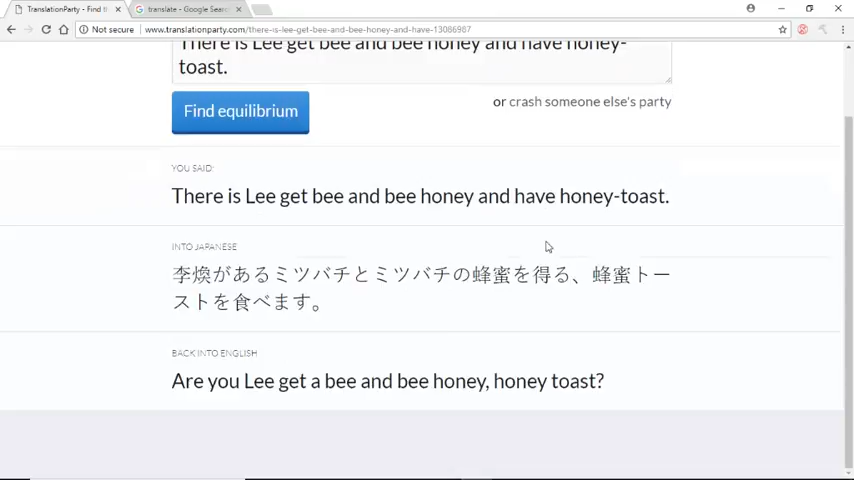 TranslationParty - Find t
translate - Google Sear
Not secure
www.translationparty.com/there-is-lee-get-bee-and-bee-honey-and-have-13086987
There is Lee get bee and bee honey and have honey-
toast.
Find equilibrium
or crash someone else's party
YOU SAID:
There is Lee get bee and bee honey and have honey-toast.
INTO JAPANESE
李煥があるミツバチとミツバチの蜂蜜を得る、蜂蜜トー
ストを食べます。
BACK INTO ENGLISH
Are you Lee get a bee and bee honey, honey toast?